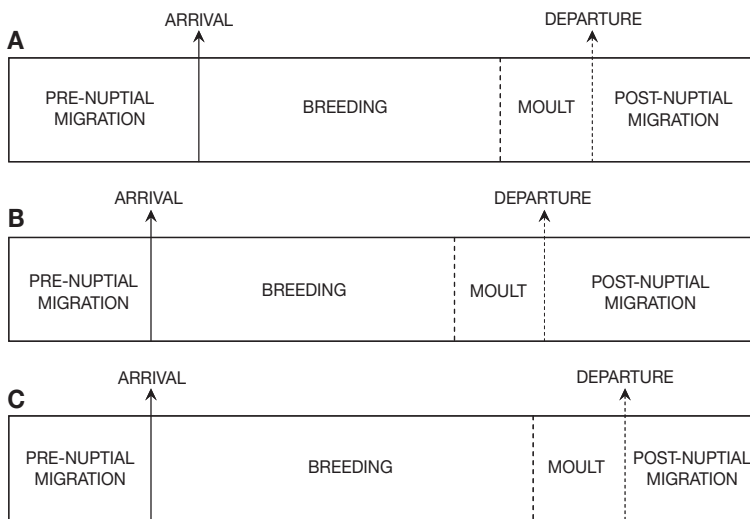 ARRIVAL
DEPARTURE
A
PRE-NUPTIAL
MIGRATION
BREEDING
MOULT
POST-NUPTIAL
MIGRATION
ARRIVAL
DEPARTURE
B
PRE-NUPTIAL
MIGRATION
BREEDING
MOULT
POST-NUPTIAL
MIGRATION
ARRIVAL
DEPARTURE
C
PRE-NUPTIAL
MIGRATION
BREEDING
MOULT
POST-NUPTIAL
MIGRATION